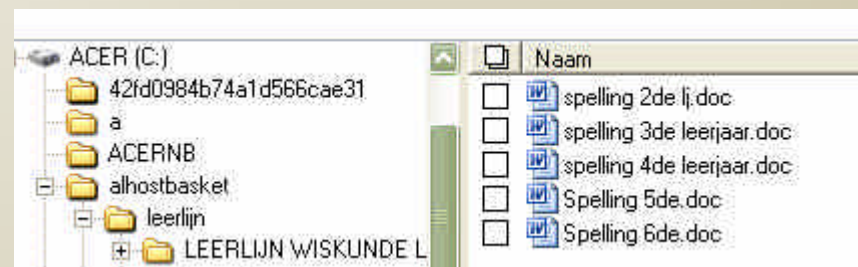 ACER (C:)
42fd0984b74a1d566cae31
a
ACERNB
alhostbasket
leerlijn
LEERLIJN WISKUNDE L
Naam
spelling 2de lj.doc
spelling 3de leerjaar.doc
spelling 4de leerjaar.doc
Spelling 5de.doc
Spelling 6de.doc